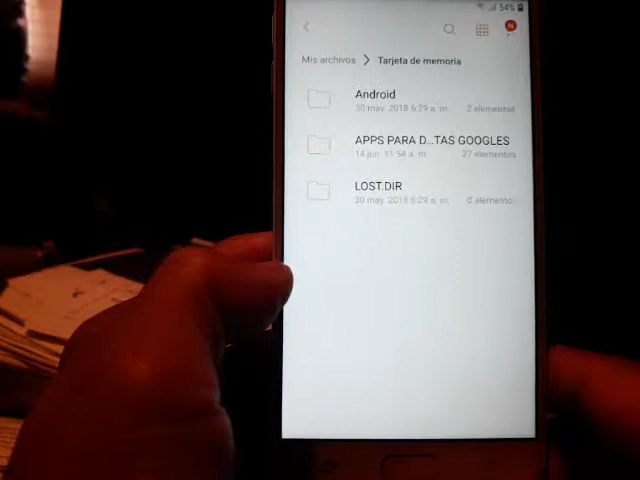 54%
N
Mis archivos > Tarjeta de memoria
Android
30 may. 2018 6:29 a. m. 2 elementos
APPS PARA D...TAS GOOGLES
14 jun. 11:54 a. m. 27 elementos
LOST.DIR
30 may. 2018 6:29 a. m. 0 elemento